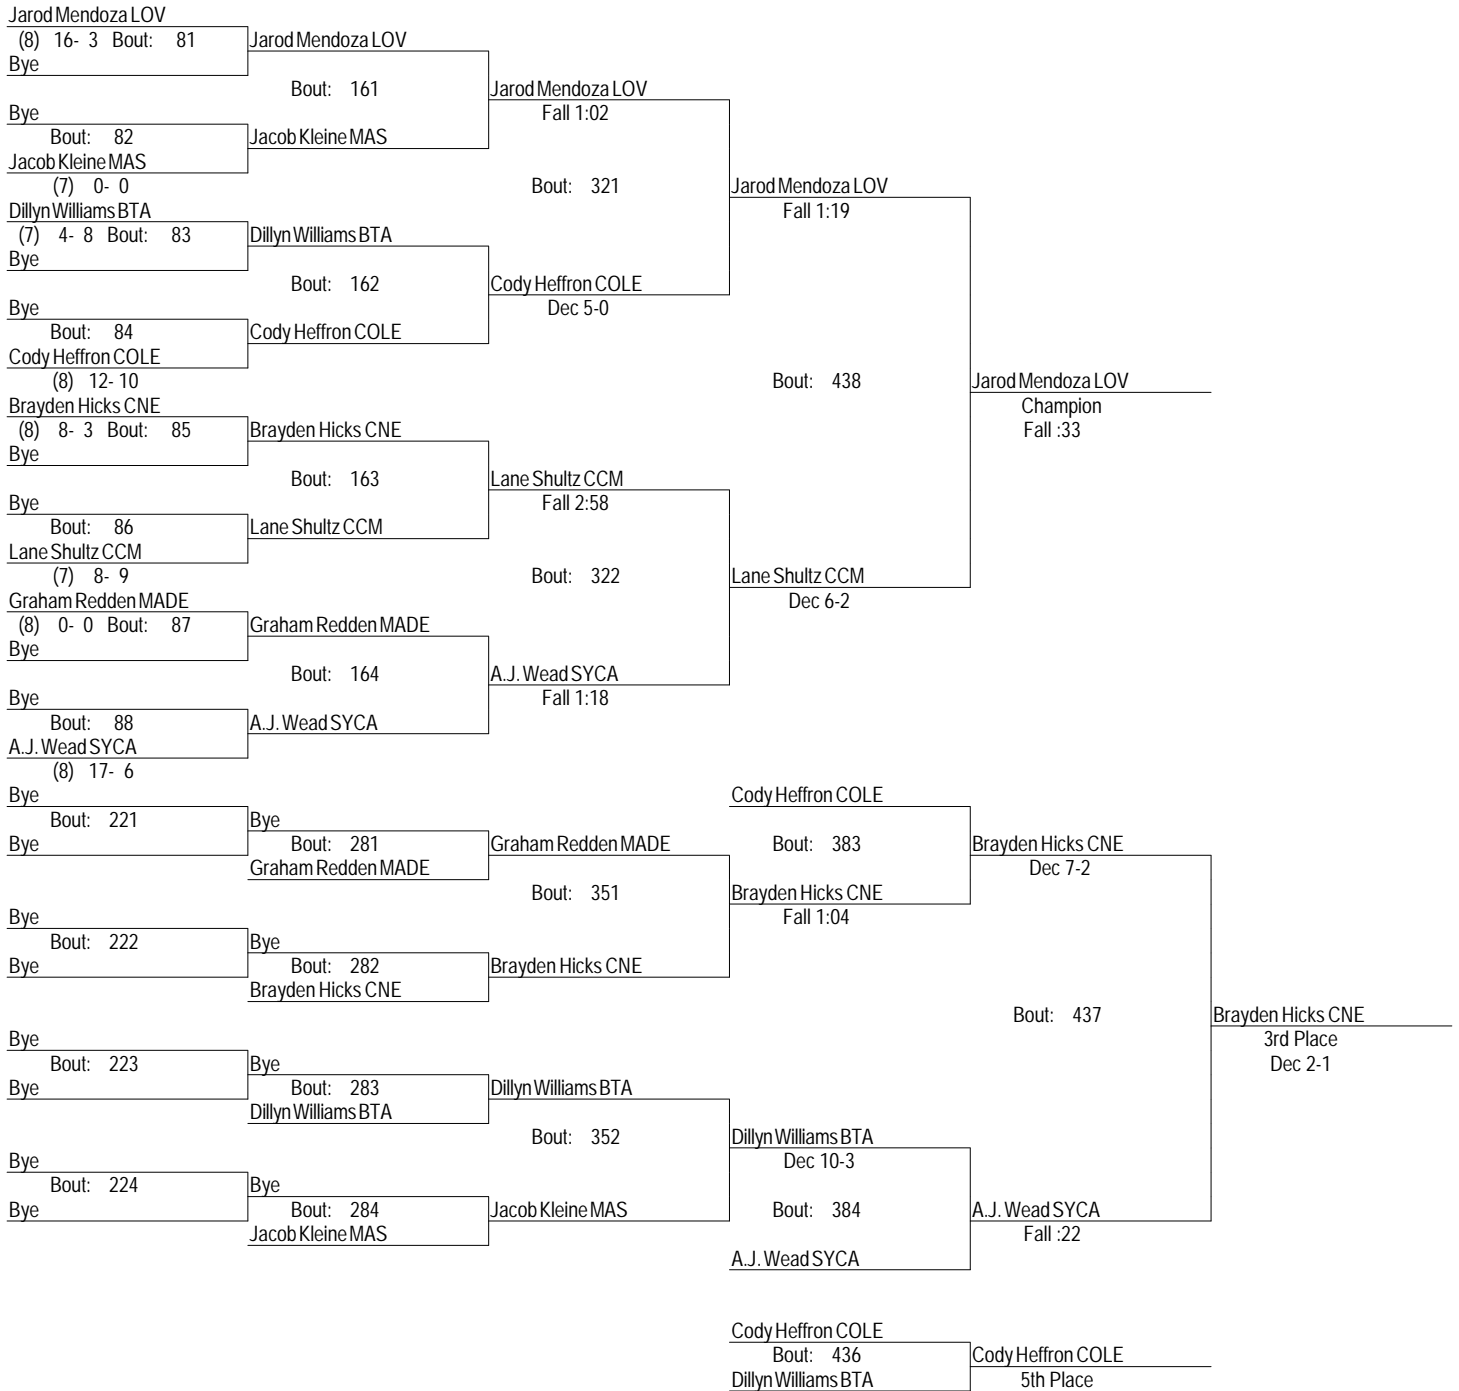 Jarod Mendoza LOV
(8) 16- 3 Bout: 81
Jarod Mendoza LOV
Bye
Bout: 161
Jarod Mendoza LOV
Bye
Fall 1:02
Bout: 82
Jacob Kleine MAS
Jacob Kleine MAS
(7) 0- 0
Bout: 321
Jarod Mendoza LOV
Dillyn Williams BTA
Fall 1:19
(7) 4- 8 Bout: 83
Dillyn Williams BTA
Bye
Bout: 162
Cody Heffron COLE
Bye
Dec 5-0
Bout: 84
Cody Heffron COLE
Cody Heffron COLE
(8) 12- 10
Bout: 438
Jarod Mendoza LOV
Brayden Hicks CNE
Champion
(8) 8- 3 Bout: 85
Brayden Hicks CNE
Fall :33
Bye
Bout: 163
Lane Shultz CCM
Bye
Fall 2:58
Bout: 86
Lane Shultz CCM
Lane Shultz CCM
(7) 8- 9
Bout: 322
Lane Shultz CCM
Graham Redden MADE
Dec 6-2
(8) 0- 0 Bout: 87
Graham Redden MADE
Bye
Bout: 164
A.J. Wead SYCA
Bye
Fall 1:18
Bout: 88
A.J. Wead SYCA
A.J. Wead SYCA
(8) 17- 6
Bye
Cody Heffron COLE
Bout: 221
Bye
Bye
Bout: 281
Graham Redden MADE
Bout: 383
Brayden Hicks CNE
Graham Redden MADE
Dec 7-2
Bout: 351
Brayden Hicks CNE
Bye
Fall 1:04
Bout: 222
Bye
Bye
Bout: 282
Brayden Hicks CNE
Brayden Hicks CNE
Bout: 437
Brayden Hicks CNE
Bye
3rd Place
Bout: 223
Bye
Dec 2-1
Bye
Bout: 283
Dillyn Williams BTA
Dillyn Williams BTA
Bout: 352
Dillyn Williams BTA
Bye
Dec 10-3
Bout: 224
Bye
Bye
Bout: 284
Jacob Kleine MAS
Bout: 384
A.J. Wead SYCA
Jacob Kleine MAS
Fall :22
A.J. Wead SYCA
Cody Heffron COLE
Bout: 436
Cody Heffron COLE
Dillyn Williams BTA
5th Place